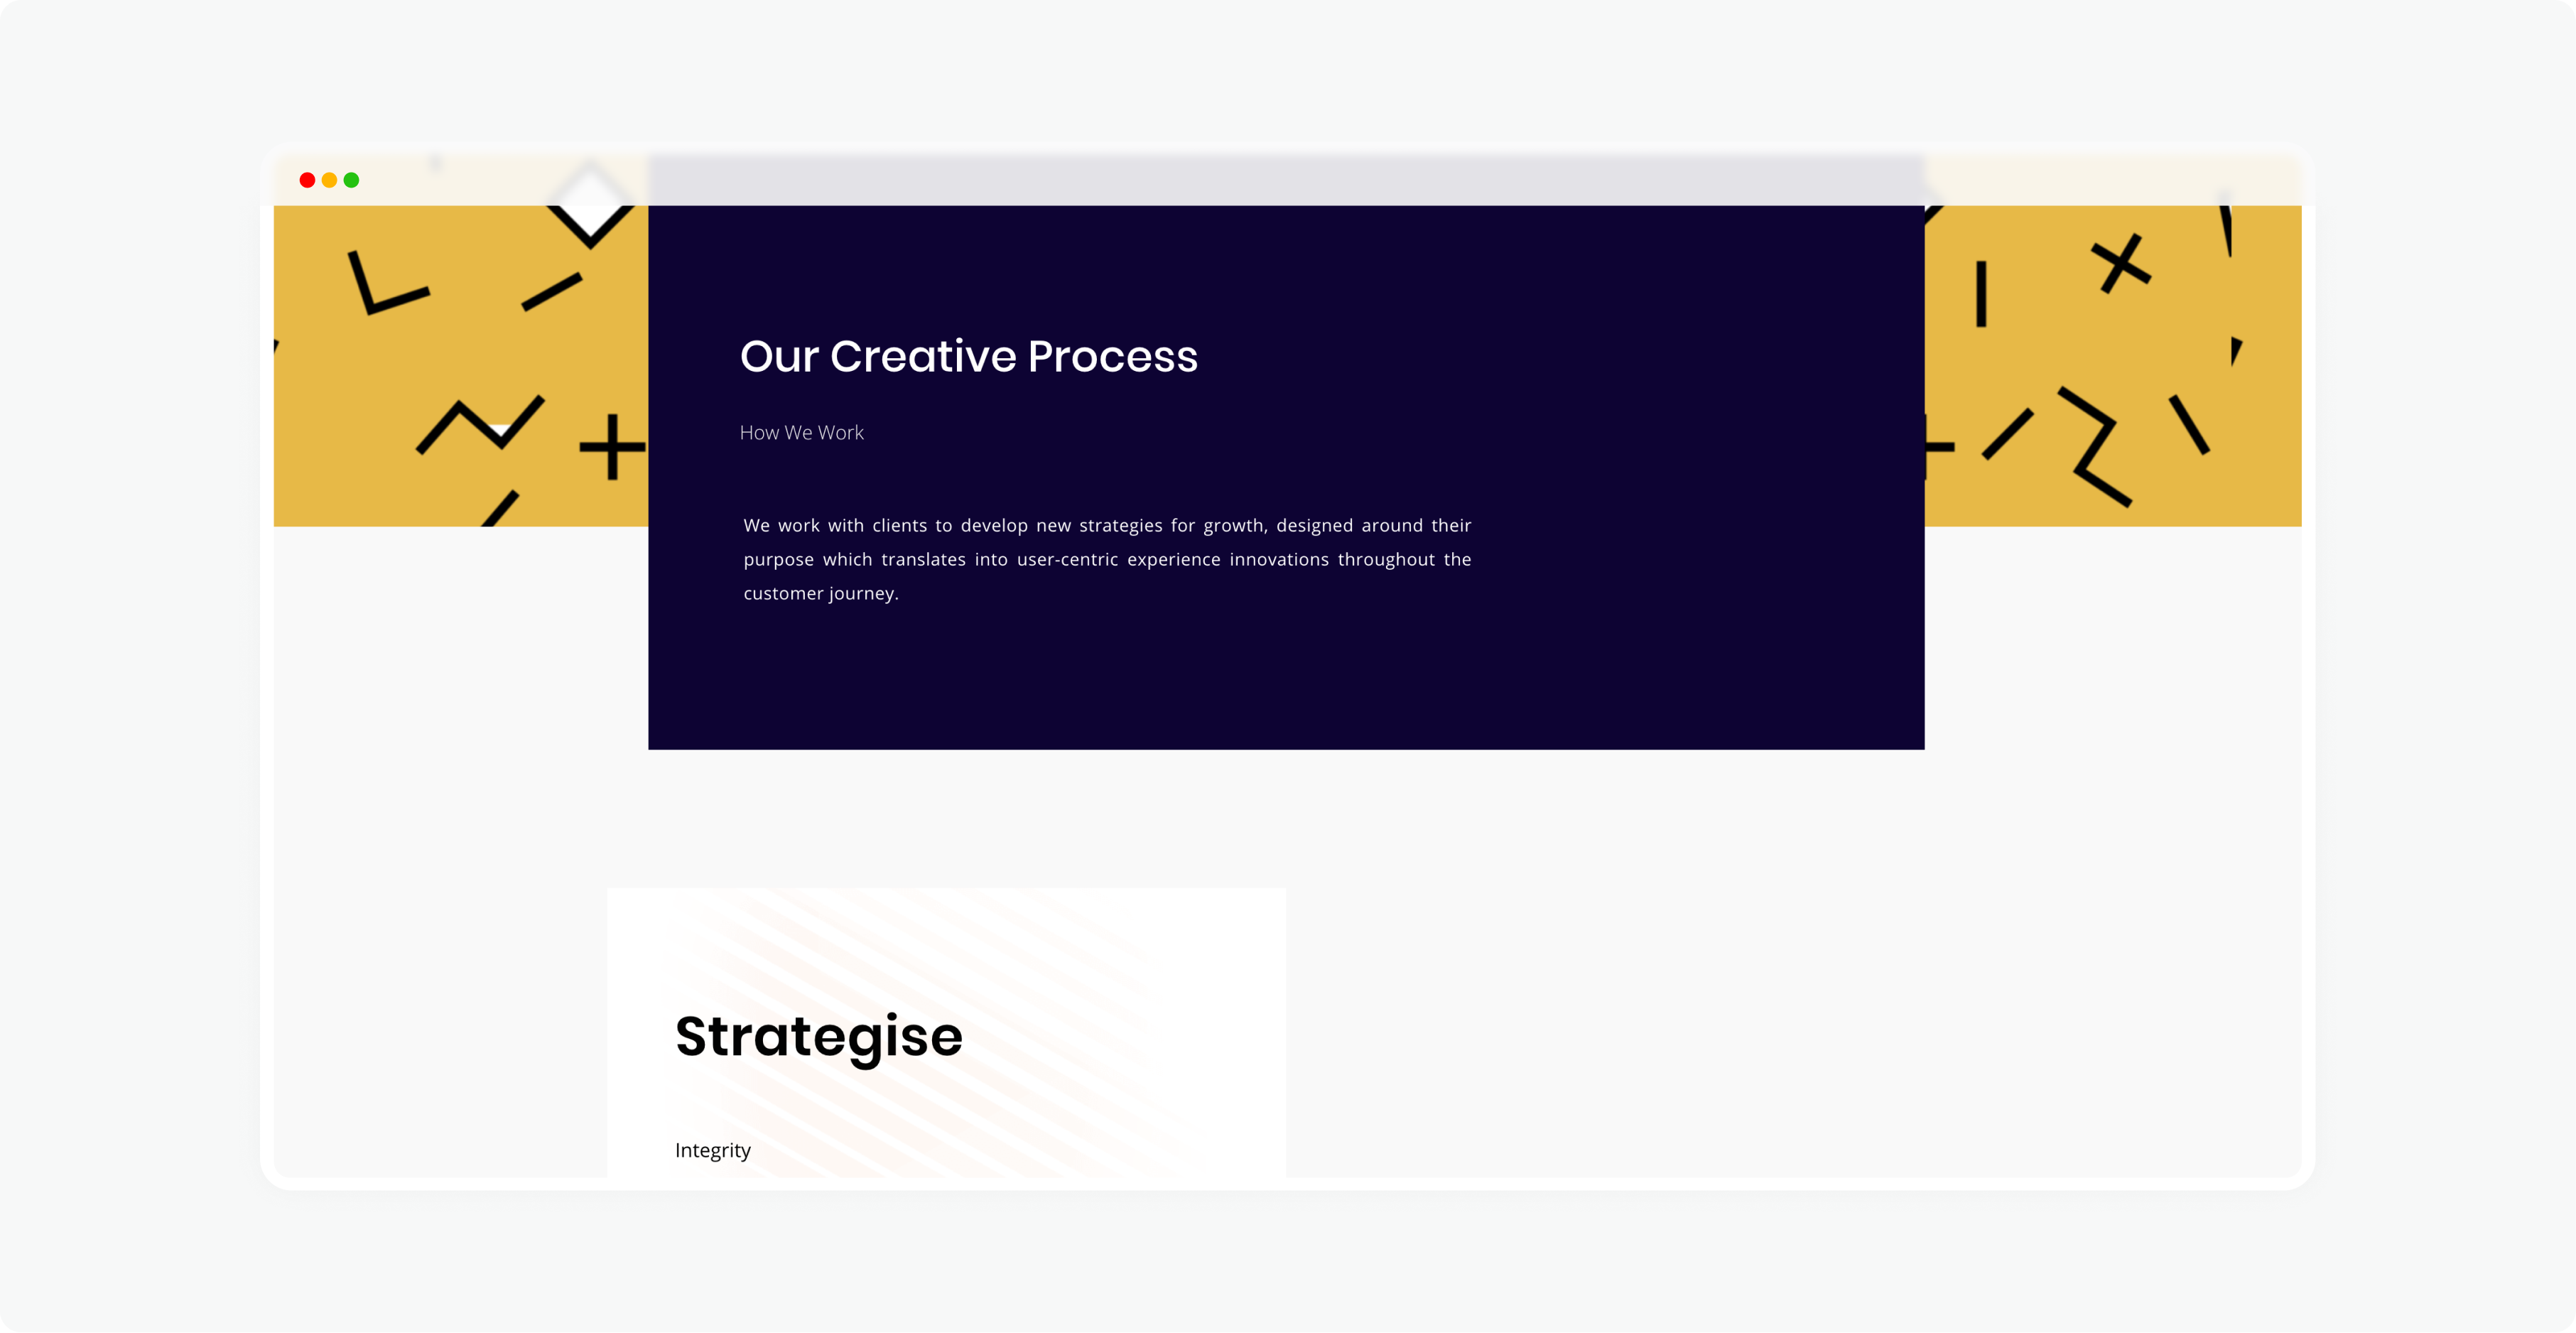 Our Creative Process
How We Work
We work with clients to develop new strategies for growth, designed around their
purpose which translates into user-centric experience innovations throughout the
customer journey.
Strategise
Integrity